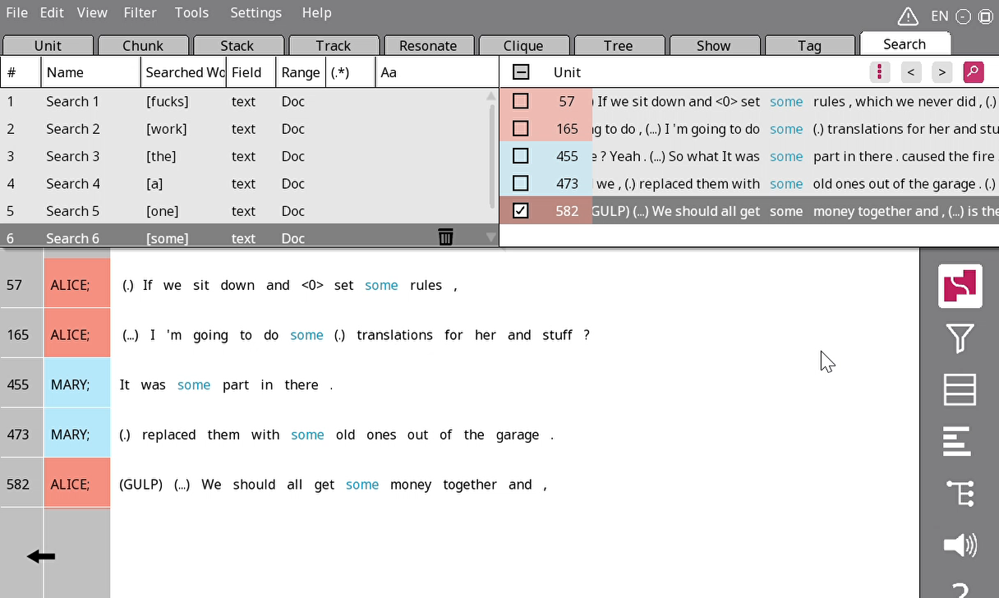 File Edit View Filter Tools Settings Help EN
Unit Chunk Stack Track Resonate Clique Tree Show Tag Search
# Name Searched Wo Field Range (.*) Aa
1 Search 1 [fucks] text Doc
2 Search 2 [work] text Doc
3 Search 3 [the] text Doc
4 Search 4 [a] text Doc
5 Search 5 [one] text Doc
6 Search 6 [some] text Doc
Unit < >
57 ) If we sit down and <0> set some rules , which we never did , (.)
165 g to do , (...) I 'm going to do some (.) translations for her and stu
455 e ? Yeah . (...) So what It was some part in there . caused the fire
473 we , (.) replaced them with some old ones out of the garage . (.)
582 GULP) (...) We should all get some money together and , (...) is the
57 ALICE; (.) If we sit down and <0> set some rules ,
165 ALICE; (...) I 'm going to do some (.) translations for her and stuff ?
455 MARY; It was some part in there .
473 MARY; (.) replaced them with some old ones out of the garage .
582 ALICE; (GULP) (...) We should all get some money together and ,
?